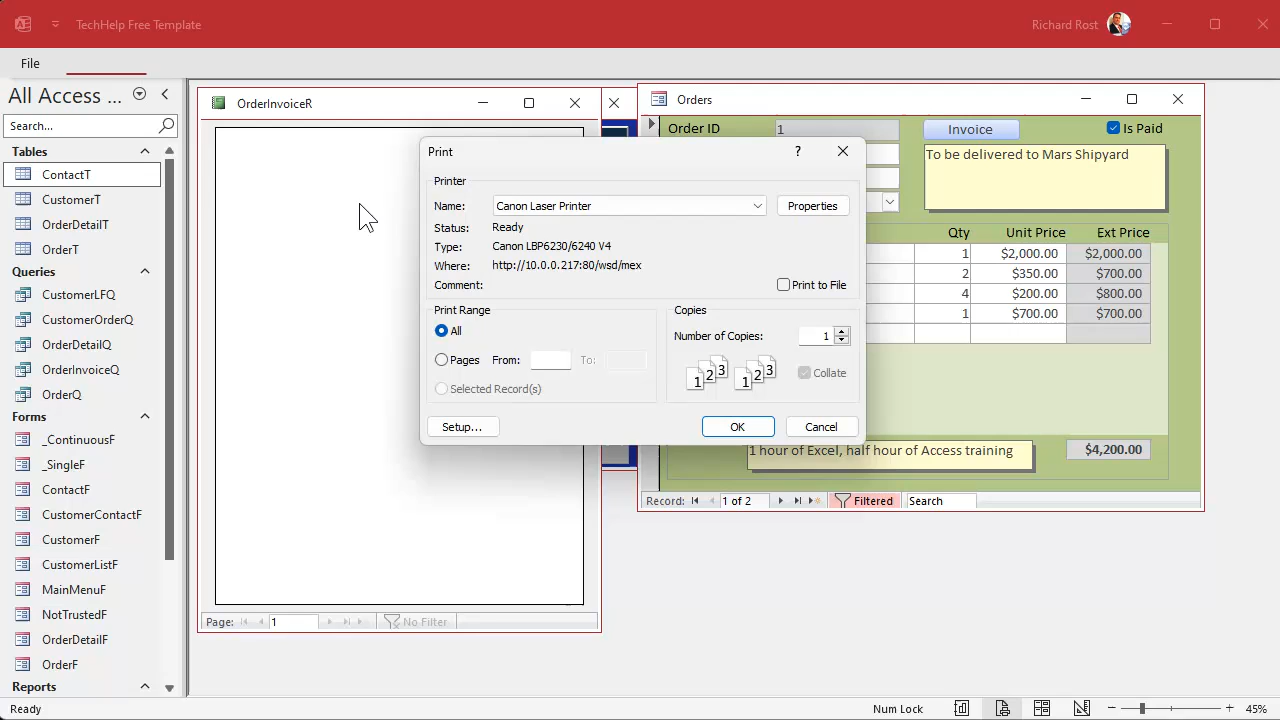 TechHelp Free Template
Richard Rost
File
All Access ...
Search...
Tables
ContactT
CustomerT
OrderDetailT
OrderT
Queries
CustomerLFQ
CustomerOrderQ
OrderDetailQ
OrderInvoiceQ
OrderQ
Forms
_ContinuousF
_SingleF
ContactF
CustomerContactF
CustomerF
CustomerListF
MainMenuF
NotTrustedF
OrderDetailF
OrderF
Reports
OrderInvoiceR
Page: 1 No Filter
Print
?
Printer
Name: Canon Laser Printer Properties
Status: Ready
Type: Canon LBP6230/6240 V4
Where: http://10.0.0.217:80/wsd/mex
Comment: Print to File
Print Range
All
Pages From: To:
Selected Record(s)
Copies
Number of Copies: 1
1 2 3 1 2 3 Collate
Setup... OK Cancel
Orders
Order ID 1 Invoice Is Paid
To be delivered to Mars Shipyard
Qty Unit Price Ext Price
1 $2,000.00 $2,000.00
2 $350.00 $700.00
4 $200.00 $800.00
1 $700.00 $700.00
1 hour of Excel, half hour of Access training $4,200.00
Record: 1 of 2 Filtered Search
Ready Num Lock 45%